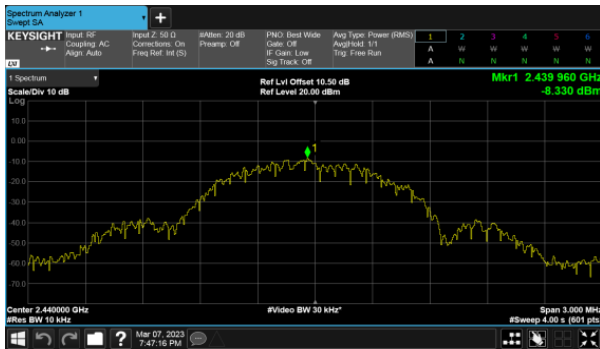 Spectrum Analyzer 1
Swept SA
+
KEYSIGHT
Input: RF
Coupling: AC
Align: Auto
Input Z: 50 Ω
Corrections: On
Freq Ref: Int (S)
#Atten: 20 dB
Preamp: Off
PNO: Best Wide
Gate: Off
IF Gain: Low
Sig Track: Off
Avg Type: Power (RMS)
Avg|Hold: 1/1
Trig: Free Run
1 2 3 4 5 6
A W W W W W
A N N N N N
1 Spectrum
Scale/Div 10 dB
Ref Lvl Offset 10.50 dB
Ref Level 20.00 dBm
Mkr1 2.439 960 GHz
-8.330 dBm
Log
10.0
0.00
-10.0
-20.0
-30.0
-40.0
-50.0
-60.0
-70.0
1
Center 2.440000 GHz
#Res BW 10 kHz
#Video BW 30 kHz*
Span 3.000 MHz
#Sweep 4.00 s (601 pts)
?
Mar 07, 2023
7:47:16 PM